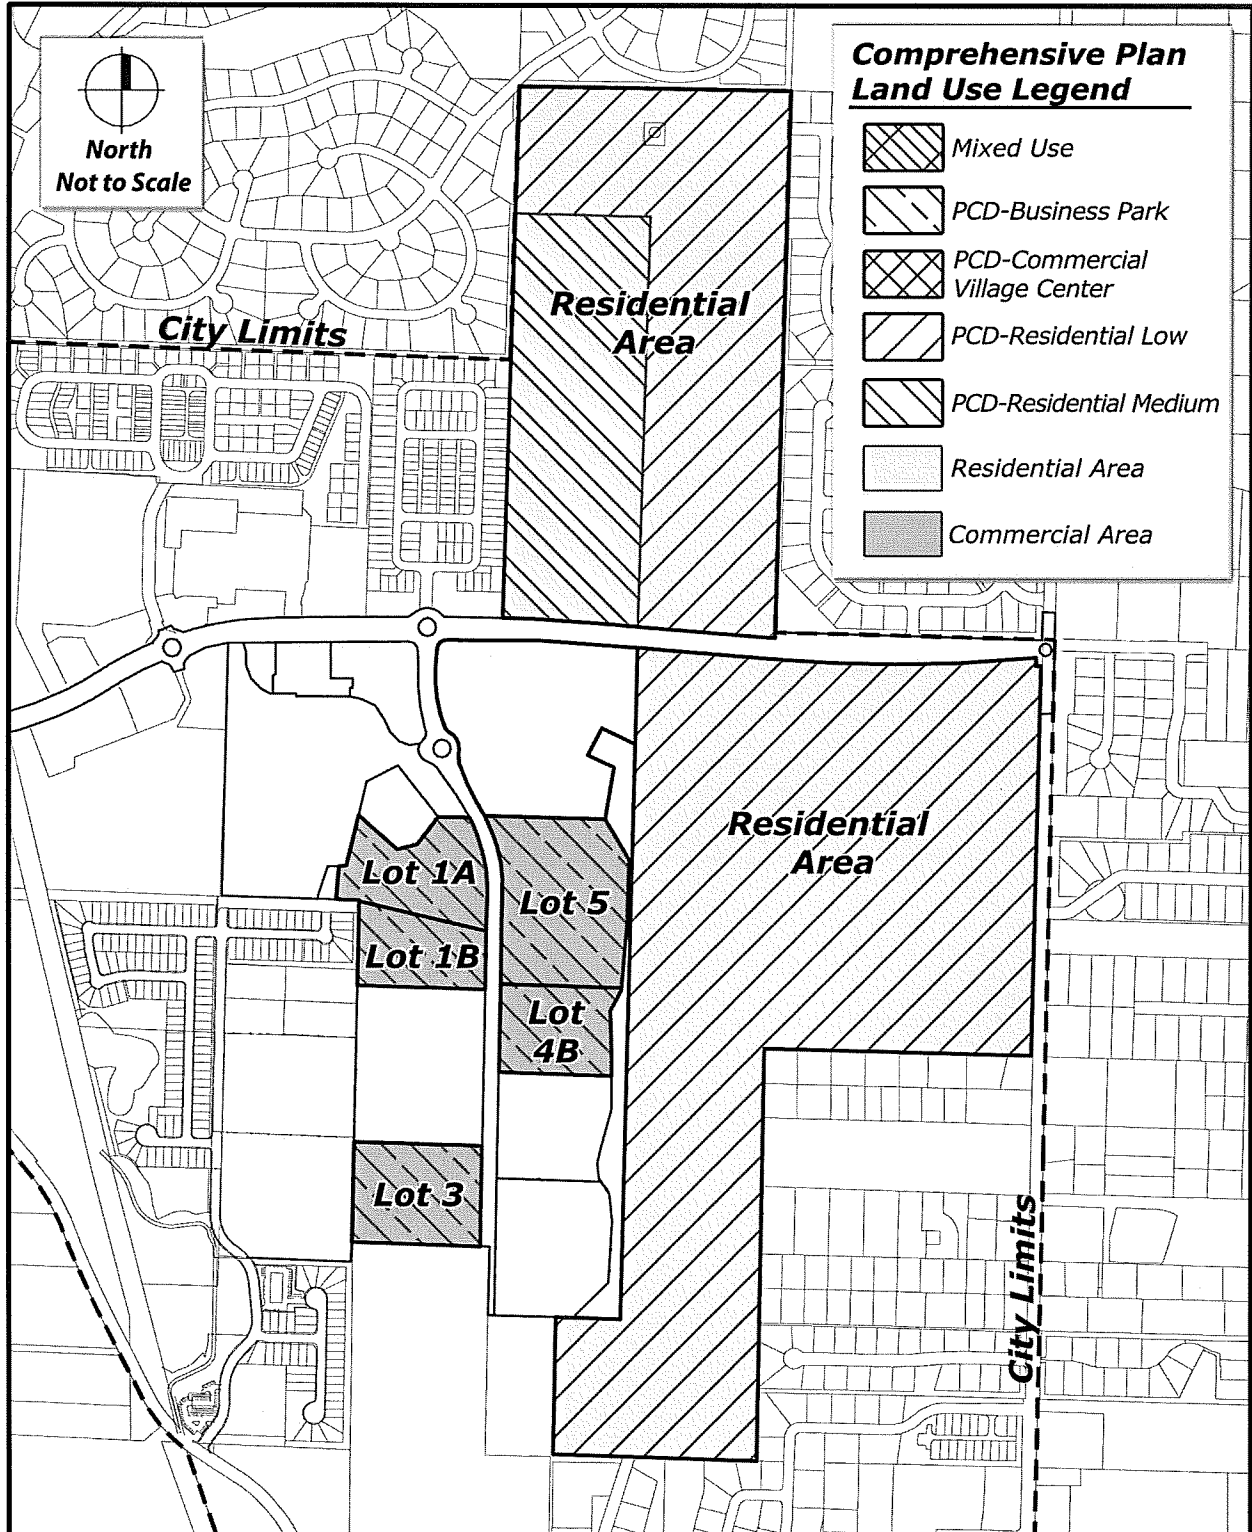 North
Not to Scale
Comprehensive Plan
Land Use Legend
Mixed Use
PCD-Business Park
PCD-Commercial
Village Center
PCD-Residential Low
PCD-Residential Medium
Residential Area
Commercial Area
City Limits
Residential
Area
Residential
Area
Lot 1A
Lot 5
Lot 1B
Lot
4B
Lot 3
City Limits